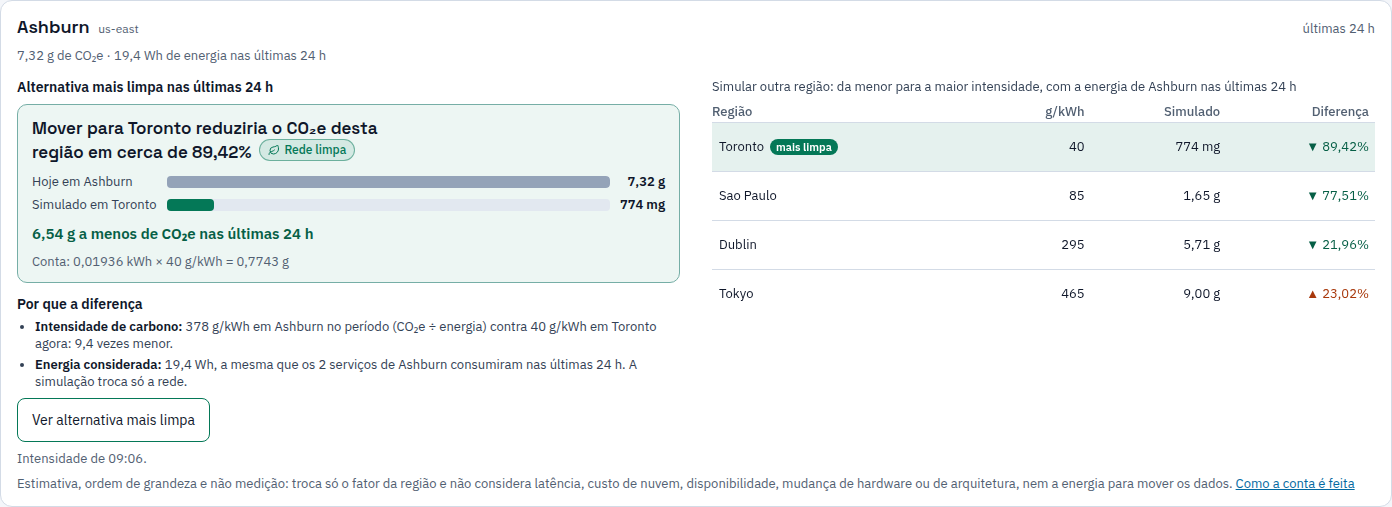 Ashburn us-east
últimas 24 h
7,32 g de CO₂e · 19,4 Wh de energia nas últimas 24 h
Alternativa mais limpa nas últimas 24 h
Mover para Toronto reduziria o CO₂e desta
região em cerca de 89,42% Rede limpa
Hoje em Ashburn 7,32 g
Simulado em Toronto 774 mg
6,54 g a menos de CO₂e nas últimas 24 h
Conta: 0,01936 kWh × 40 g/kWh = 0,7743 g
Por que a diferença
• Intensidade de carbono: 378 g/kWh em Ashburn no período (CO₂e ÷ energia) contra 40 g/kWh em Toronto
agora: 9,4 vezes menor.
• Energia considerada: 19,4 Wh, a mesma que os 2 serviços de Ashburn consumiram nas últimas 24 h. A
simulação troca só a rede.
Ver alternativa mais limpa
Intensidade de 09:06.
Simular outra região: da menor para a maior intensidade, com a energia de Ashburn nas últimas 24 h
Região g/kWh Simulado Diferença
Toronto mais limpa 40 774 mg ▼ 89,42%
Sao Paulo 85 1,65 g ▼ 77,51%
Dublin 295 5,71 g ▼ 21,96%
Tokyo 465 9,00 g ▲ 23,02%
Estimativa, ordem de grandeza e não medição: troca só o fator da região e não considera latência, custo de nuvem, disponibilidade, mudança de hardware ou de arquitetura, nem a energia para mover os dados. Como a conta é feita